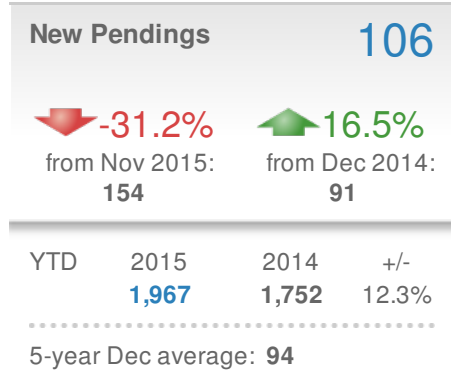 New Pendings 106
-31.2% 16.5%
from Nov 2015: from Dec 2014:
154 91
YTD 2015 2014 +/-
1,967 1,752 12.3%
5-year Dec average: 94